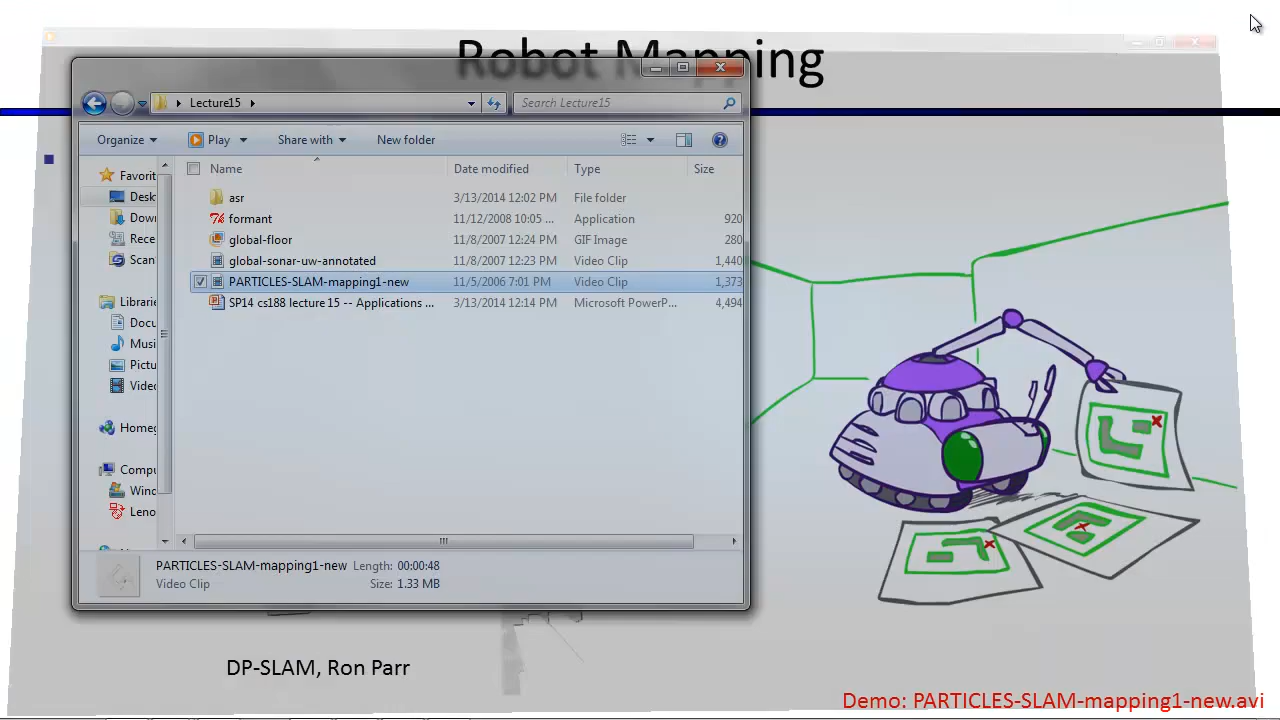 Robot Mapping
Lecture15
Search Lecture15
Organize Play Share with New folder
Name Date modified Type Size
Favorit
Desk
Down
Rece
Scan
Librarie
Docu
Musi
Pictu
Video
Homeg
Compu
Wind
Leno
asr 3/13/2014 12:02 PM File folder
formant 11/12/2008 10:05 ... Application 920
global-floor 11/8/2007 12:24 PM GIF Image 280
global-sonar-uw-annotated 11/8/2007 12:23 PM Video Clip 1,440
PARTICLES-SLAM-mapping1-new 11/5/2006 7:01 PM Video Clip 1,373
SP14 cs188 lecture 15 -- Applications ... 3/13/2014 12:14 PM Microsoft PowerP... 4,494
PARTICLES-SLAM-mapping1-new Length: 00:00:48
Video Clip Size: 1.33 MB
DP-SLAM, Ron Parr
Demo: PARTICLES-SLAM-mapping1-new.avi